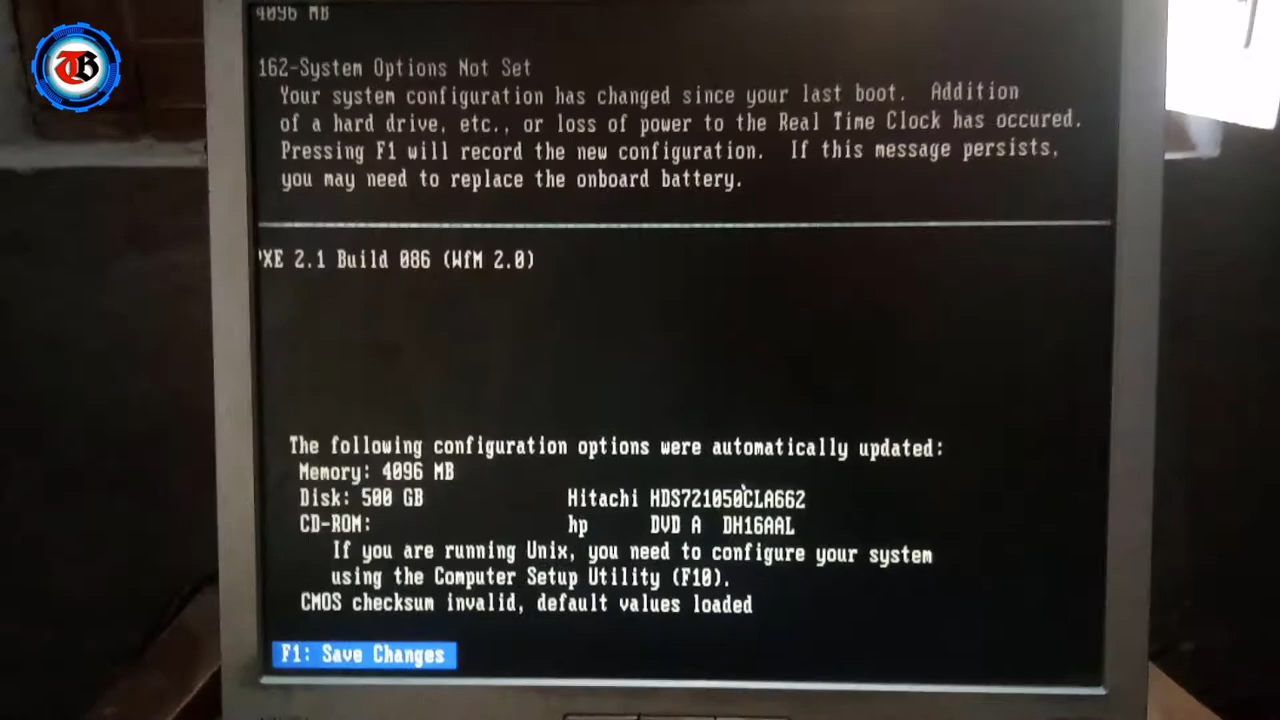 4096 MB
TB
162-System Options Not Set
Your system configuration has changed since your last boot. Addition
of a hard drive, etc., or loss of power to the Real Time Clock has occured.
Pressing F1 will record the new configuration. If this message persists,
you may need to replace the onboard battery.
PXE 2.1 Build 086 (WfM 2.0)
The following configuration options were automatically updated:
Memory: 4096 MB
Disk: 500 GB Hitachi HDS721050CLA662
CD-ROM: hp DVD A DH16AAL
If you are running Unix, you need to configure your system
using the Computer Setup Utility (F10).
CMOS checksum invalid, default values loaded
F1: Save Changes